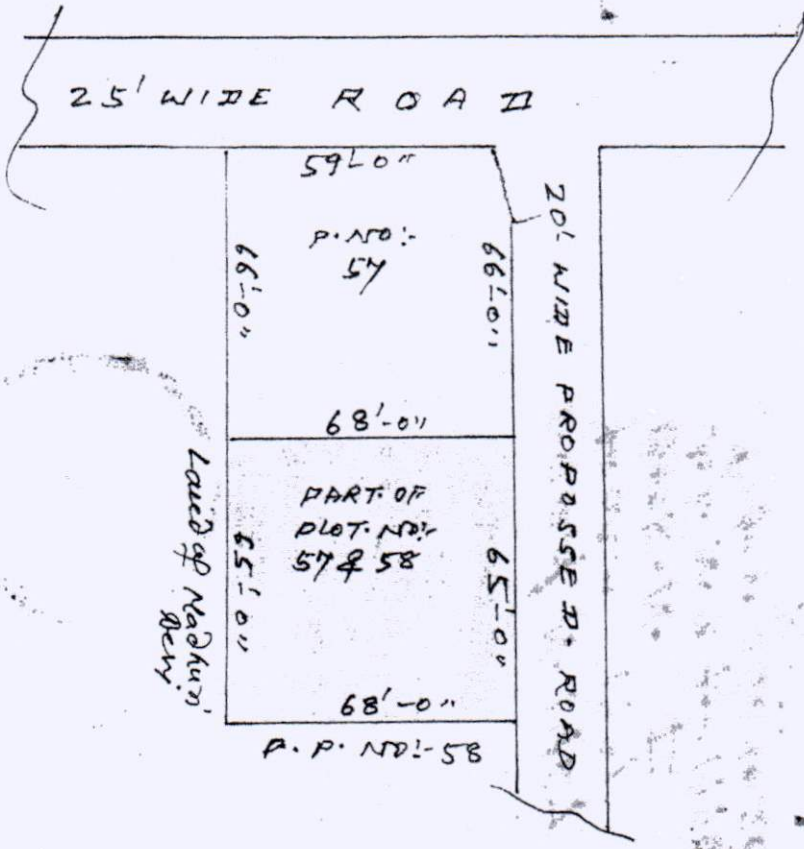 25' WIDE ROAD
59'-0"
P. NO:-
57
66'-0"
66'-0"
20'- WIDE PROPOSSED. ROAD
68'-0"
PART OF
PLOT. NO:-
57 & 58
65'-0"
65'-0"
Land of Madhuri
Devi.
68'-0"
P. P. NO:- 58